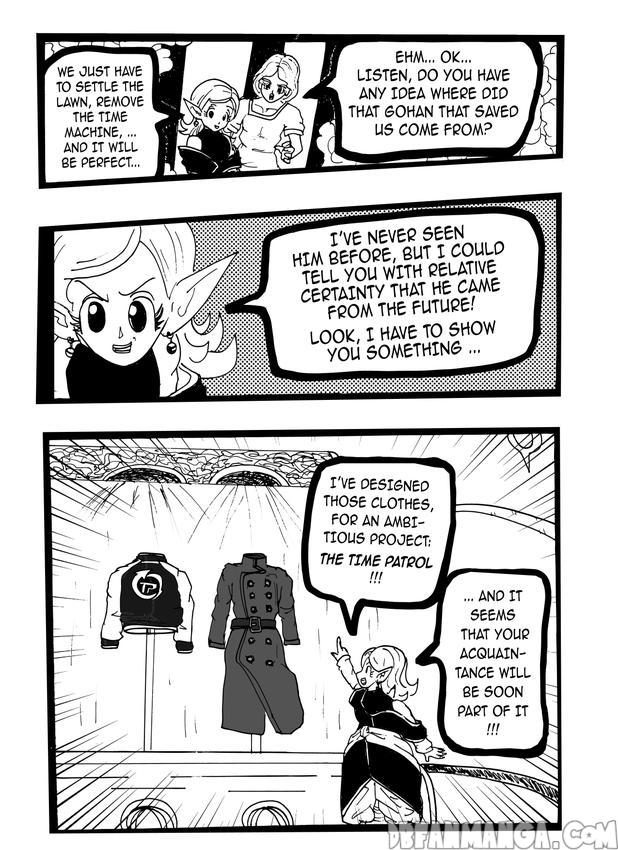 WE JUST HAVE
TO SETTLE THE
LAWN, REMOVE
THE TIME
MACHINE, ...
AND IT WILL
BE PERFECT...
EHM... OK...
LISTEN, DO YOU HAVE
ANY IDEA WHERE DID
THAT GOHAN THAT SAVED
US COME FROM?
I'VE NEVER SEEN
HIM BEFORE, BUT I COULD
TELL YOU WITH RELATIVE
CERTAINTY THAT HE CAME
FROM THE FUTURE!
LOOK, I HAVE TO SHOW
YOU SOMETHING ...
I'VE DESIGNED
THOSE CLOTHES,
FOR AN AMBI-
TIOUS PROJECT:
THE TIME PATROL
!!!
... AND IT
SEEMS
THAT YOUR
ACQUAIN-
TANCE WILL
BE SOON
PART OF IT
!!!
TP
DBFANMANGA.COM